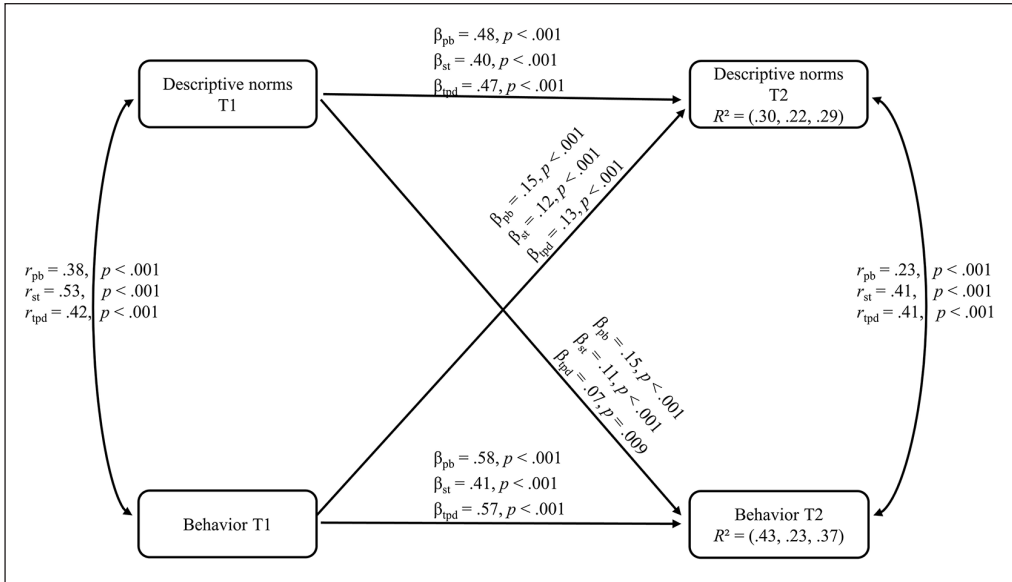 βpb = .48, p < .001
βst = .40, p < .001
βtpd = .47, p < .001
Descriptive norms
T1
Descriptive norms
T2
R² = (.30, .22, .29)
βpb = .15, p < .001
βst = .12, p < .001
βtpd = .13, p < .001
rpb = .38, p < .001
rst = .53, p < .001
rtpd = .42, p < .001
rpb = .23, p < .001
rst = .41, p < .001
rtpd = .41, p < .001
βpb = .15, p < .001
βst = .11, p < .001
βtpd = .07, p = .009
βpb = .58, p < .001
βst = .41, p < .001
βtpd = .57, p < .001
Behavior T1
Behavior T2
R² = (.43, .23, .37)